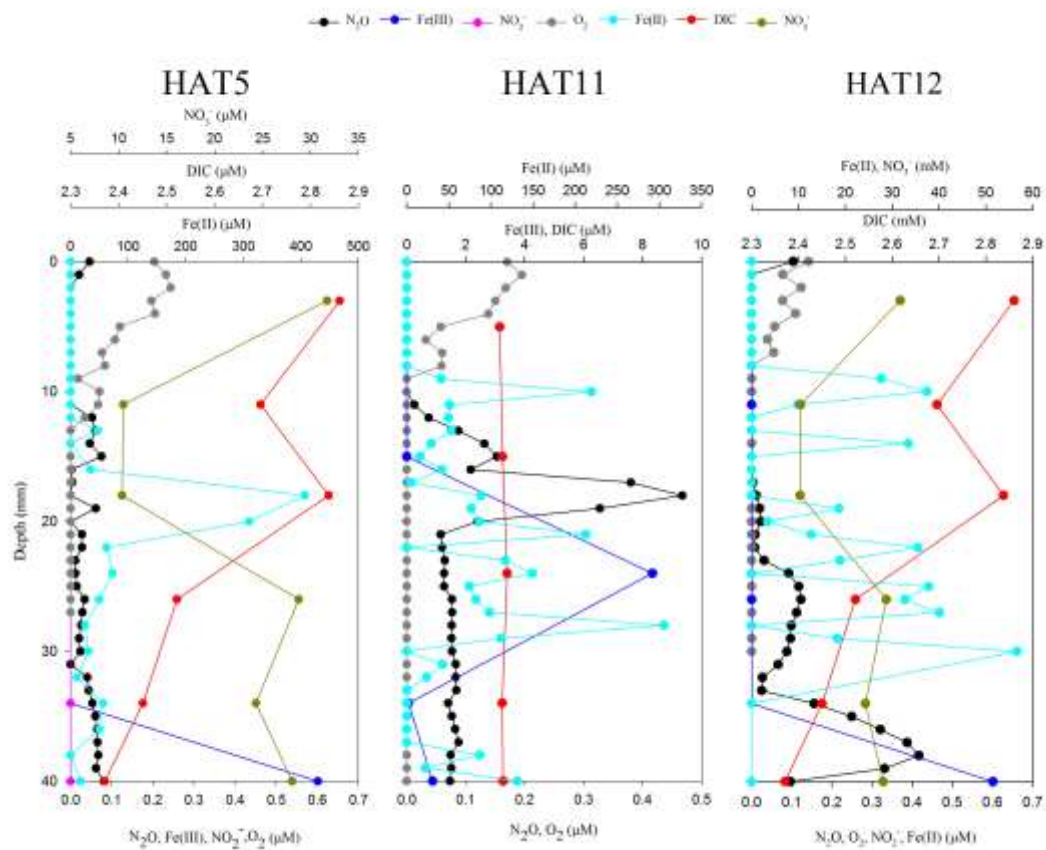 N2O Fe(III) NO2- O2 Fe(II) DIC NO3-
HAT5 HAT11 HAT12
NO3- (μM)
5 10 15 20 25 30 35
DIC (μM) Fe(II) (μM) Fe(II), NO3- (mM)
2.3 2.4 2.5 2.6 2.7 2.8 2.9 0 50 100 150 200 250 300 350 0 10 20 30 40 50 60
Fe(II) (μM) Fe(III), DIC (μM) DIC (mM)
0 100 200 300 400 500 0 2 4 6 8 10 2.3 2.4 2.5 2.6 2.7 2.8 2.9
0
10
20
30
40
Depth (mm)
0.0 0.1 0.2 0.3 0.4 0.5 0.6 0.7 0.0 0.1 0.2 0.3 0.4 0.5 0.0 0.1 0.2 0.3 0.4 0.5 0.6 0.7
N2O, Fe(III), NO2-,O2 (μM) N2O, O2 (μM) N2O, O2, NO2-, Fe(II) (μM)